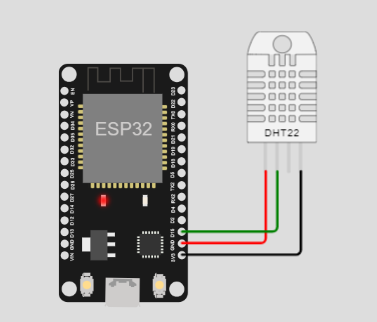 EN
VP
VN
D34
D35
D32
D33
D25
D26
D27
D14
D12
D13
GND
VIN
ESP32
D23
D22
TX0
RX0
D21
D19
D18
D5
TX2
RX2
D4
D2
D15
GND
3V3
DHT22